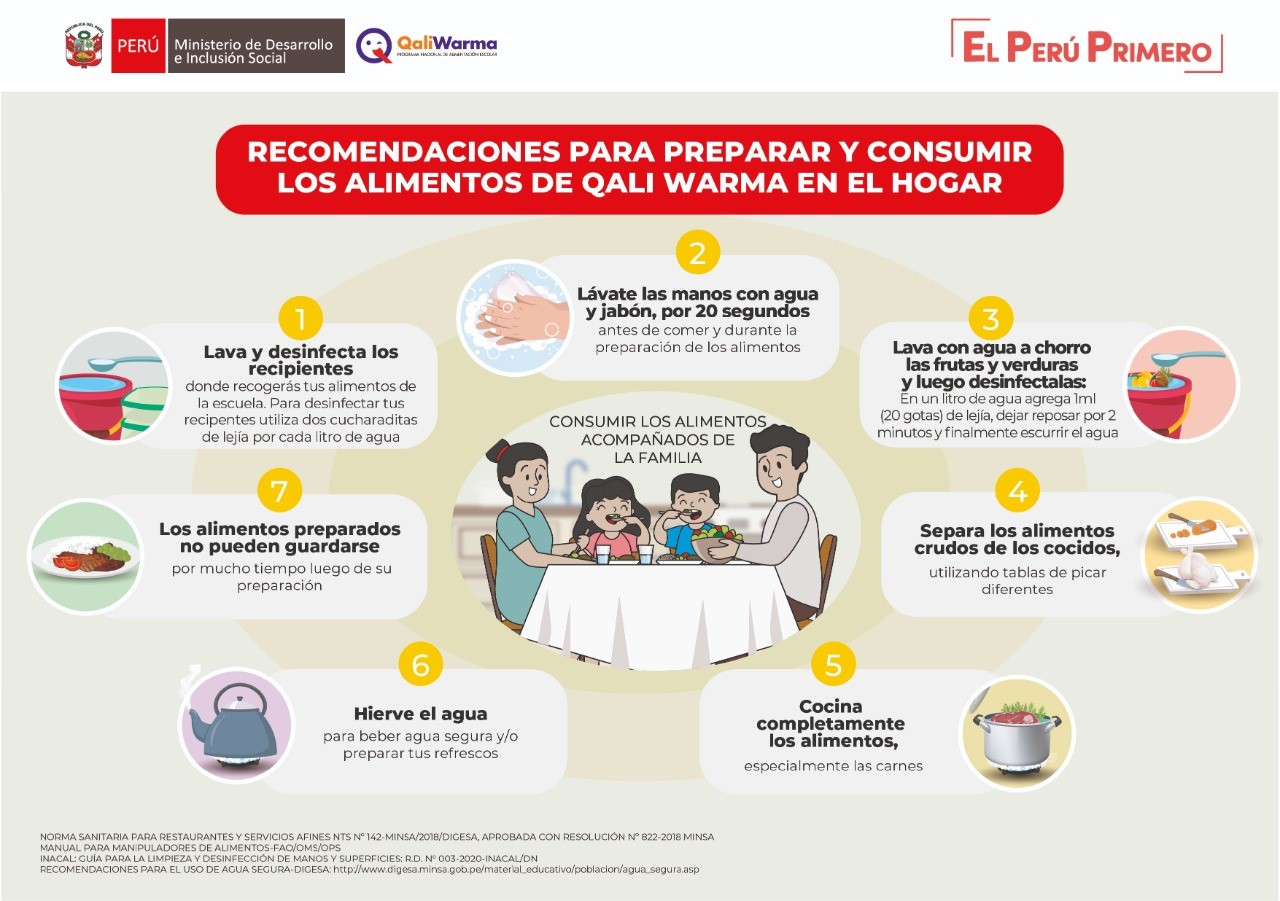 PERÚ
Ministerio de Desarrollo
e Inclusión Social
QaliWarma
PROGRAMA NACIONAL DE ALIMENTACIÓN ESCOLAR
EL PERÚ PRIMERO
RECOMENDACIONES PARA PREPARAR Y CONSUMIR
LOS ALIMENTOS DE QALI WARMA EN EL HOGAR
1
Lava y desinfecta los
recipientes
donde recogerás tus alimentos de
la escuela. Para desinfectar tus
recipientes utiliza dos cucharaditas
de lejía por cada litro de agua
2
Lávate las manos con agua
y jabón, por 20 segundos
antes de comer y durante la
preparación de los alimentos
3
Lava con agua a chorro
las frutas y verduras
y luego desinfectalas:
En un litro de agua agrega 1ml
(20 gotas) de lejía, dejar reposar por 2
minutos y finalmente escurrir el agua
CONSUMIR LOS ALIMENTOS
ACOMPAÑADOS DE
LA FAMILIA
4
Separa los alimentos
crudos de los cocidos,
utilizando tablas de picar
diferentes
5
Cocina
completamente
los alimentos,
especialmente las carnes
6
Hierve el agua
para beber agua segura y/o
preparar tus refrescos
7
Los alimentos preparados
no pueden guardarse
por mucho tiempo luego de su
preparación
NORMA SANITARIA PARA RESTAURANTES Y SERVICIOS AFINES NTS Nº 142-MINSA/2018/DIGESA, APROBADA CON RESOLUCIÓN Nº 822-2018 MINSA
MANUAL PARA MANIPULADORES DE ALIMENTOS-FAO/OMS/OPS
INACAL: GUÍA PARA LA LIMPIEZA Y DESINFECCIÓN DE MANOS Y SUPERFICIES: R.D. Nº 003-2020-INACAL/DN
RECOMENDACIONES PARA EL USO DE AGUA SEGURA-DIGESA: http://www.digesa.minsa.gob.pe/material_educativo/poblacion/agua_segura.asp